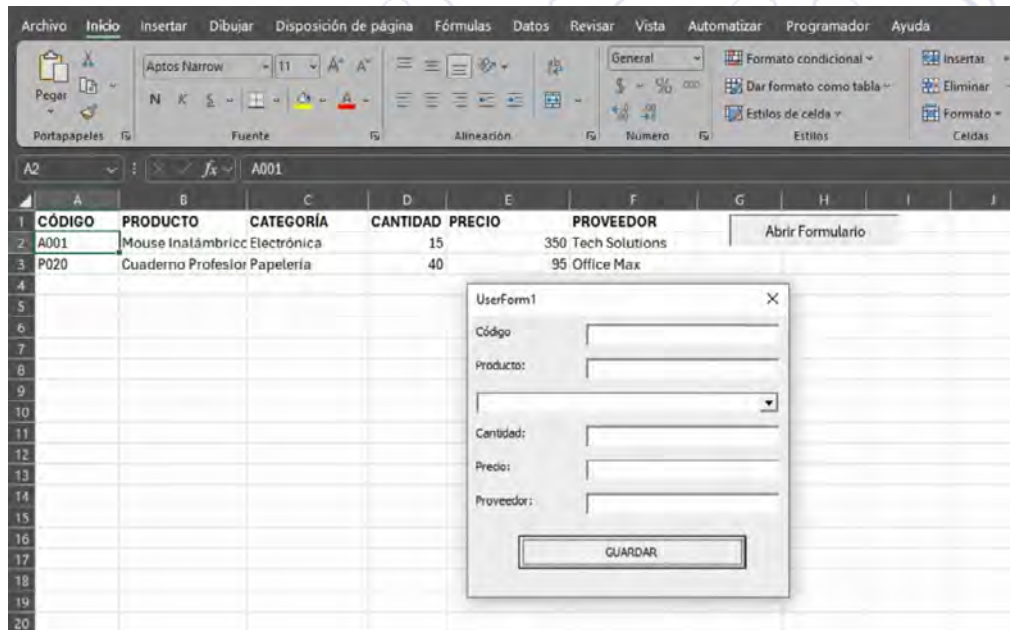 Archivo Inicio Insertar Dibujar Disposición de página Fórmulas Datos Revisar Vista Automatizar Programador Ayuda
Pegar
Aptos Narrow 11 A^ A˅
General
Formato condicional
Insertar
N K S A
$ % 000
Dar formato como tabla
Eliminar
Estilos de celda
Formato
Portapapeles Fuente Alineación Número Estilos Celdas
A2 fx A001
A B C D E F G H I J
1 CÓDIGO PRODUCTO CATEGORÍA CANTIDAD PRECIO PROVEEDOR
Abrir Formulario
2 A001 Mouse Inalámbricc Electrónica 15 350 Tech Solutions
3 P020 Cuaderno Profesior Papelería 40 95 Office Max
4
5
6
7
8
9
10
11
12
13
14
15
16
17
18
19
20
UserForm1
Código
Producto:
Cantidad:
Precio:
Proveedor:
GUARDAR